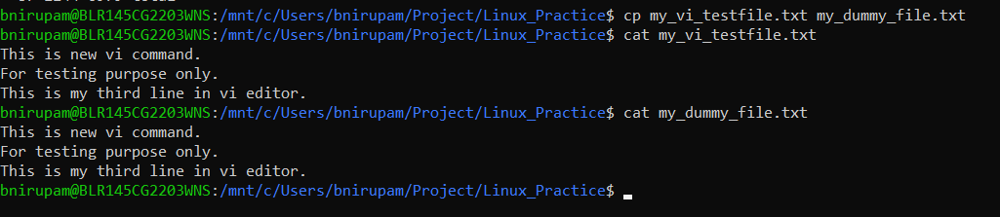 bnirupam@BLR145CG2203WNS:/mnt/c/Users/bnirupam/Project/Linux_Practice$ cp my_vi_testfile.txt my_dummy_file.txt
bnirupam@BLR145CG2203WNS:/mnt/c/Users/bnirupam/Project/Linux_Practice$ cat my_vi_testfile.txt
This is new vi command.
For testing purpose only.
This is my third line in vi editor.
bnirupam@BLR145CG2203WNS:/mnt/c/Users/bnirupam/Project/Linux_Practice$ cat my_dummy_file.txt
This is new vi command.
For testing purpose only.
This is my third line in vi editor.
bnirupam@BLR145CG2203WNS:/mnt/c/Users/bnirupam/Project/Linux_Practice$